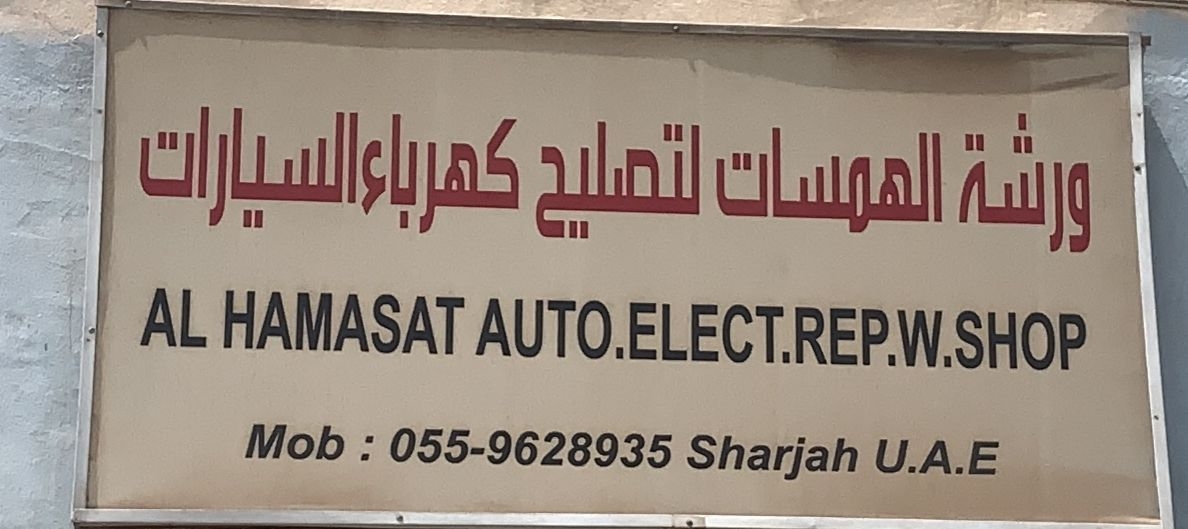 ورشة الهمسات لتصليح كهرباء السيارات
AL HAMASAT AUTO.ELECT.REP.W.SHOP
Mob : 055-9628935 Sharjah U.A.E